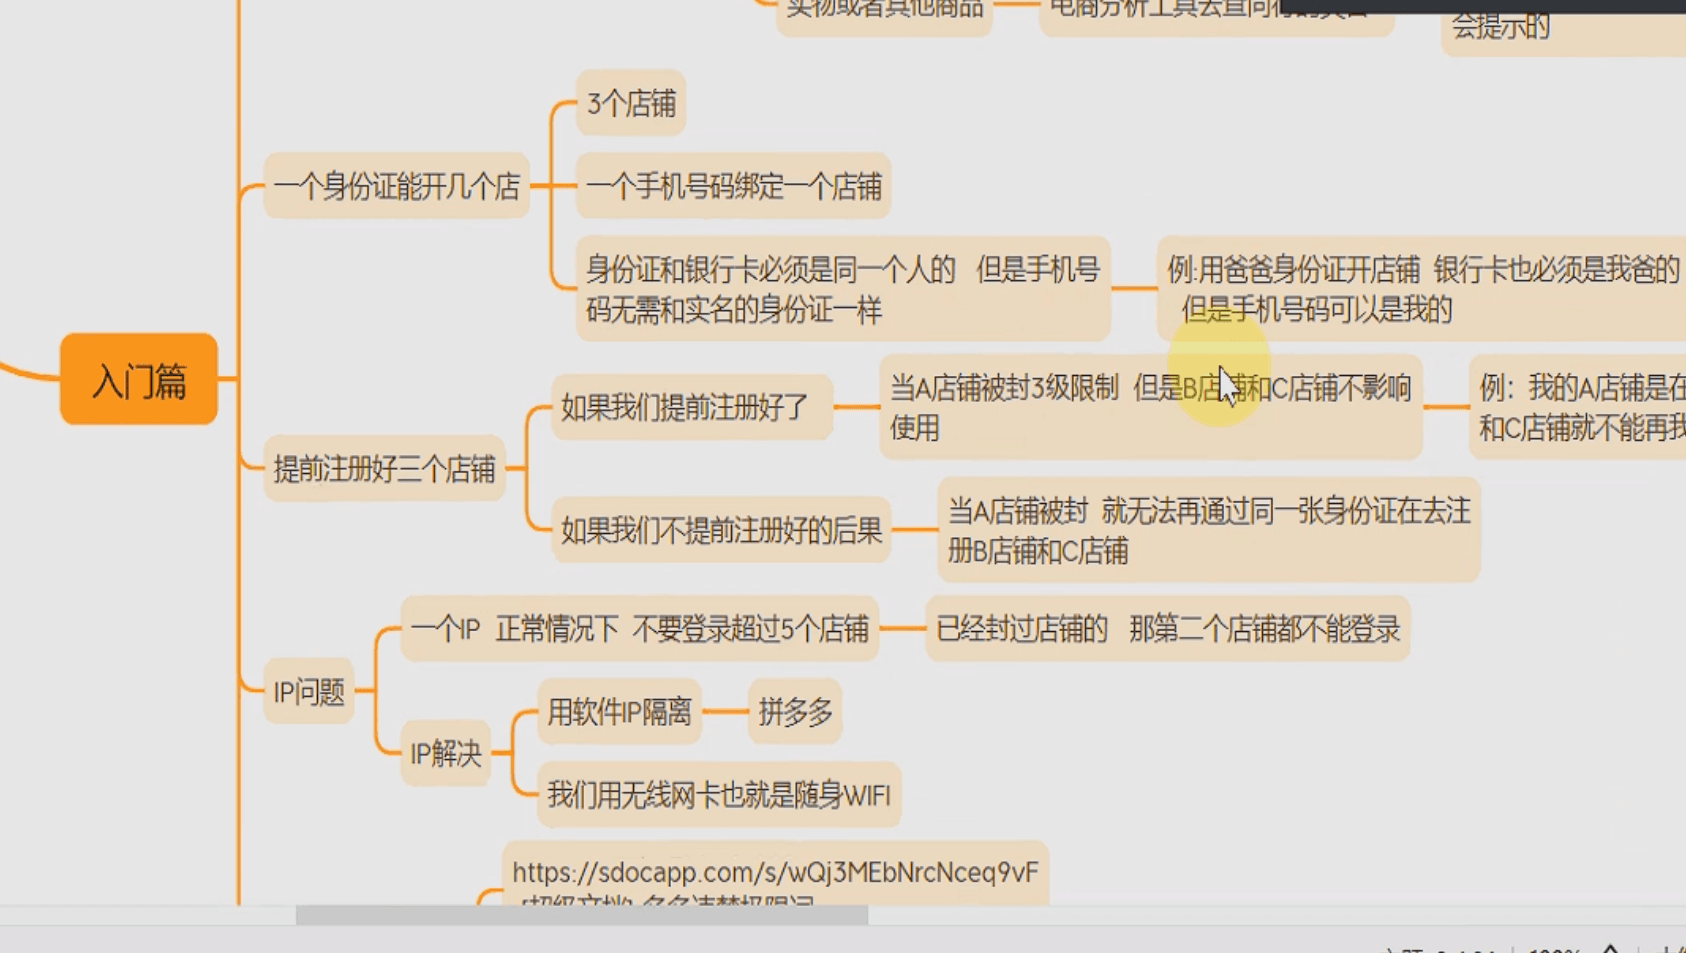 实物或者其他商品
电商分析工具去查同行的
会提示的
3个店铺
一个身份证能开几个店
一个手机号码绑定一个店铺
身份证和银行卡必须是同一个人的 但是手机号
码无需和实名的身份证一样
例:用爸爸身份证开店铺 银行卡也必须是我爸的
但是手机号码可以是我的
入门篇
如果我们提前注册好了
当A店铺被封3级限制 但是B店铺和C店铺不影响
使用
例：我的A店铺是在
和C店铺就不能再我
提前注册好三个店铺
如果我们不提前注册好的后果
当A店铺被封 就无法再通过同一张身份证在去注
册B店铺和C店铺
一个IP 正常情况下 不要登录超过5个店铺
已经封过店铺的 那第二个店铺都不能登录
IP问题
用软件IP隔离
拼多多
IP解决
我们用无线网卡也就是随身WIFI
https://sdocapp.com/s/wQj3MEbNrcNceq9vF